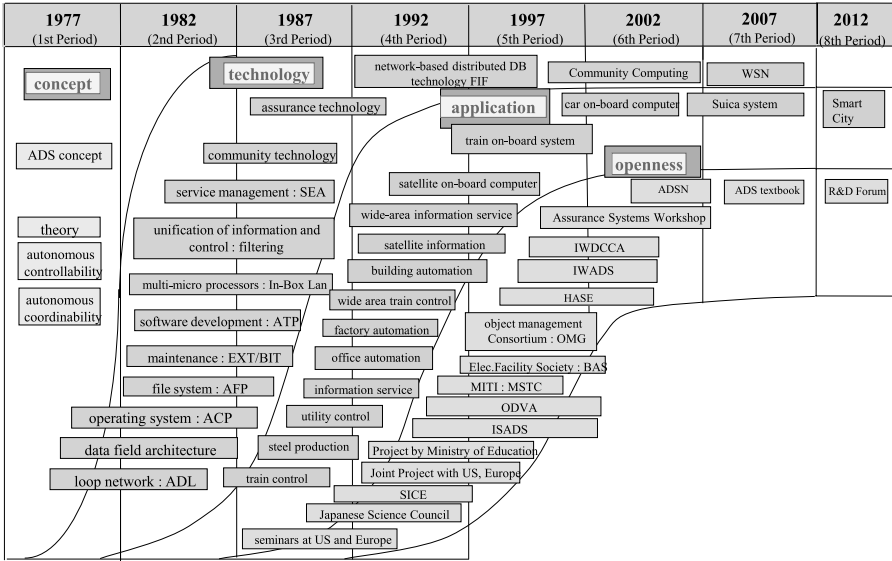 1977
(1st Period)
1982
(2nd Period)
1987
(3rd Period)
1992
(4th Period)
1997
(5th Period)
2002
(6th Period)
2007
(7th Period)
2012
(8th Period)
concept
technology
network-based distributed DB
technology FIF
Community Computing
WSN
assurance technology
application
car on-board computer
Suica system
Smart
City
train on-board system
ADS concept
community technology
openness
service management : SEA
satellite on-board computer
ADSN
ADS textbook
R&D Forum
theory
unification of information and
control : filtering
wide-area information service
Assurance Systems Workshop
autonomous
controllability
satellite information
IWDCCA
building automation
IWADS
multi-micro processors : In-Box Lan
autonomous
coordinability
wide area train control
HASE
software development : ATP
factory automation
object management
Consortium : OMG
maintenance : EXT/BIT
office automation
Elec.Facility Society : BAS
file system : AFP
information service
MITI : MSTC
operating system : ACP
utility control
ODVA
ISADS
data field architecture
steel production
Project by Ministry of Education
loop network : ADL
train control
Joint Project with US, Europe
SICE
Japanese Science Council
seminars at US and Europe